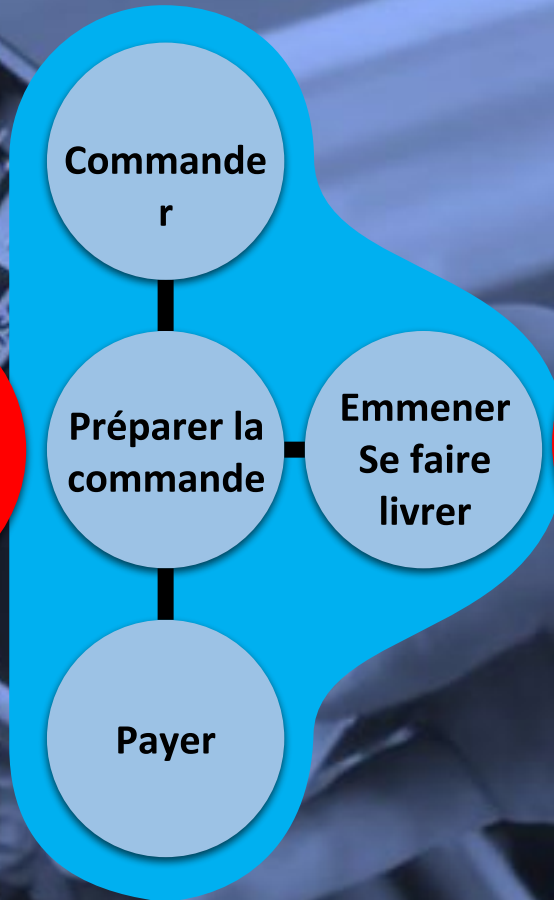 Commande
r
Préparer la
commande
Emmener
Se faire
livrer
Payer